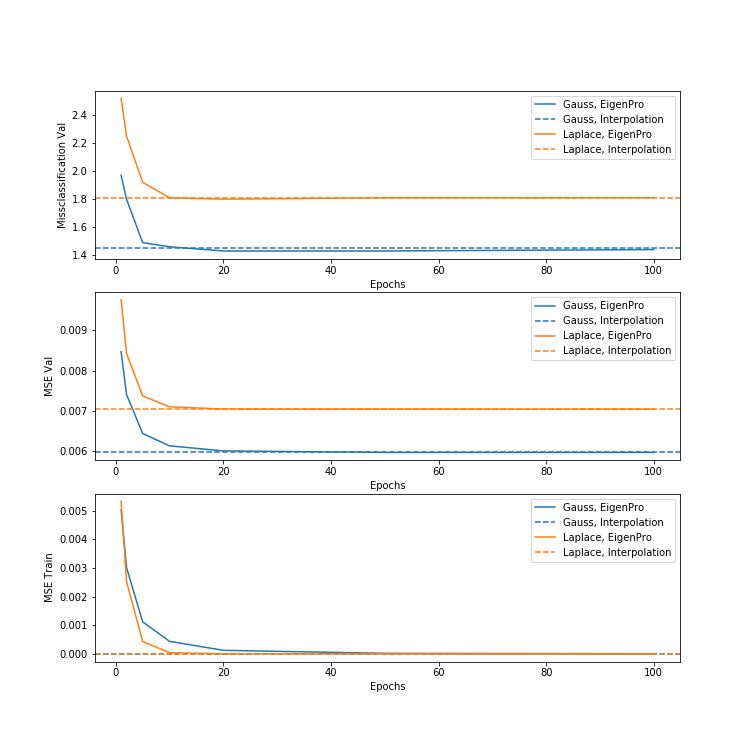 Missclassification Val
2.4
2.2
2.0
1.8
1.6
1.4
Gauss, EigenPro
Gauss, Interpolation
Laplace, EigenPro
Laplace, Interpolation
0 20 40 60 80 100
Epochs
MSE Val
0.009
0.008
0.007
0.006
Gauss, EigenPro
Gauss, Interpolation
Laplace, EigenPro
Laplace, Interpolation
0 20 40 60 80 100
Epochs
MSE Train
0.005
0.004
0.003
0.002
0.001
0.000
Gauss, EigenPro
Gauss, Interpolation
Laplace, EigenPro
Laplace, Interpolation
0 20 40 60 80 100
Epochs